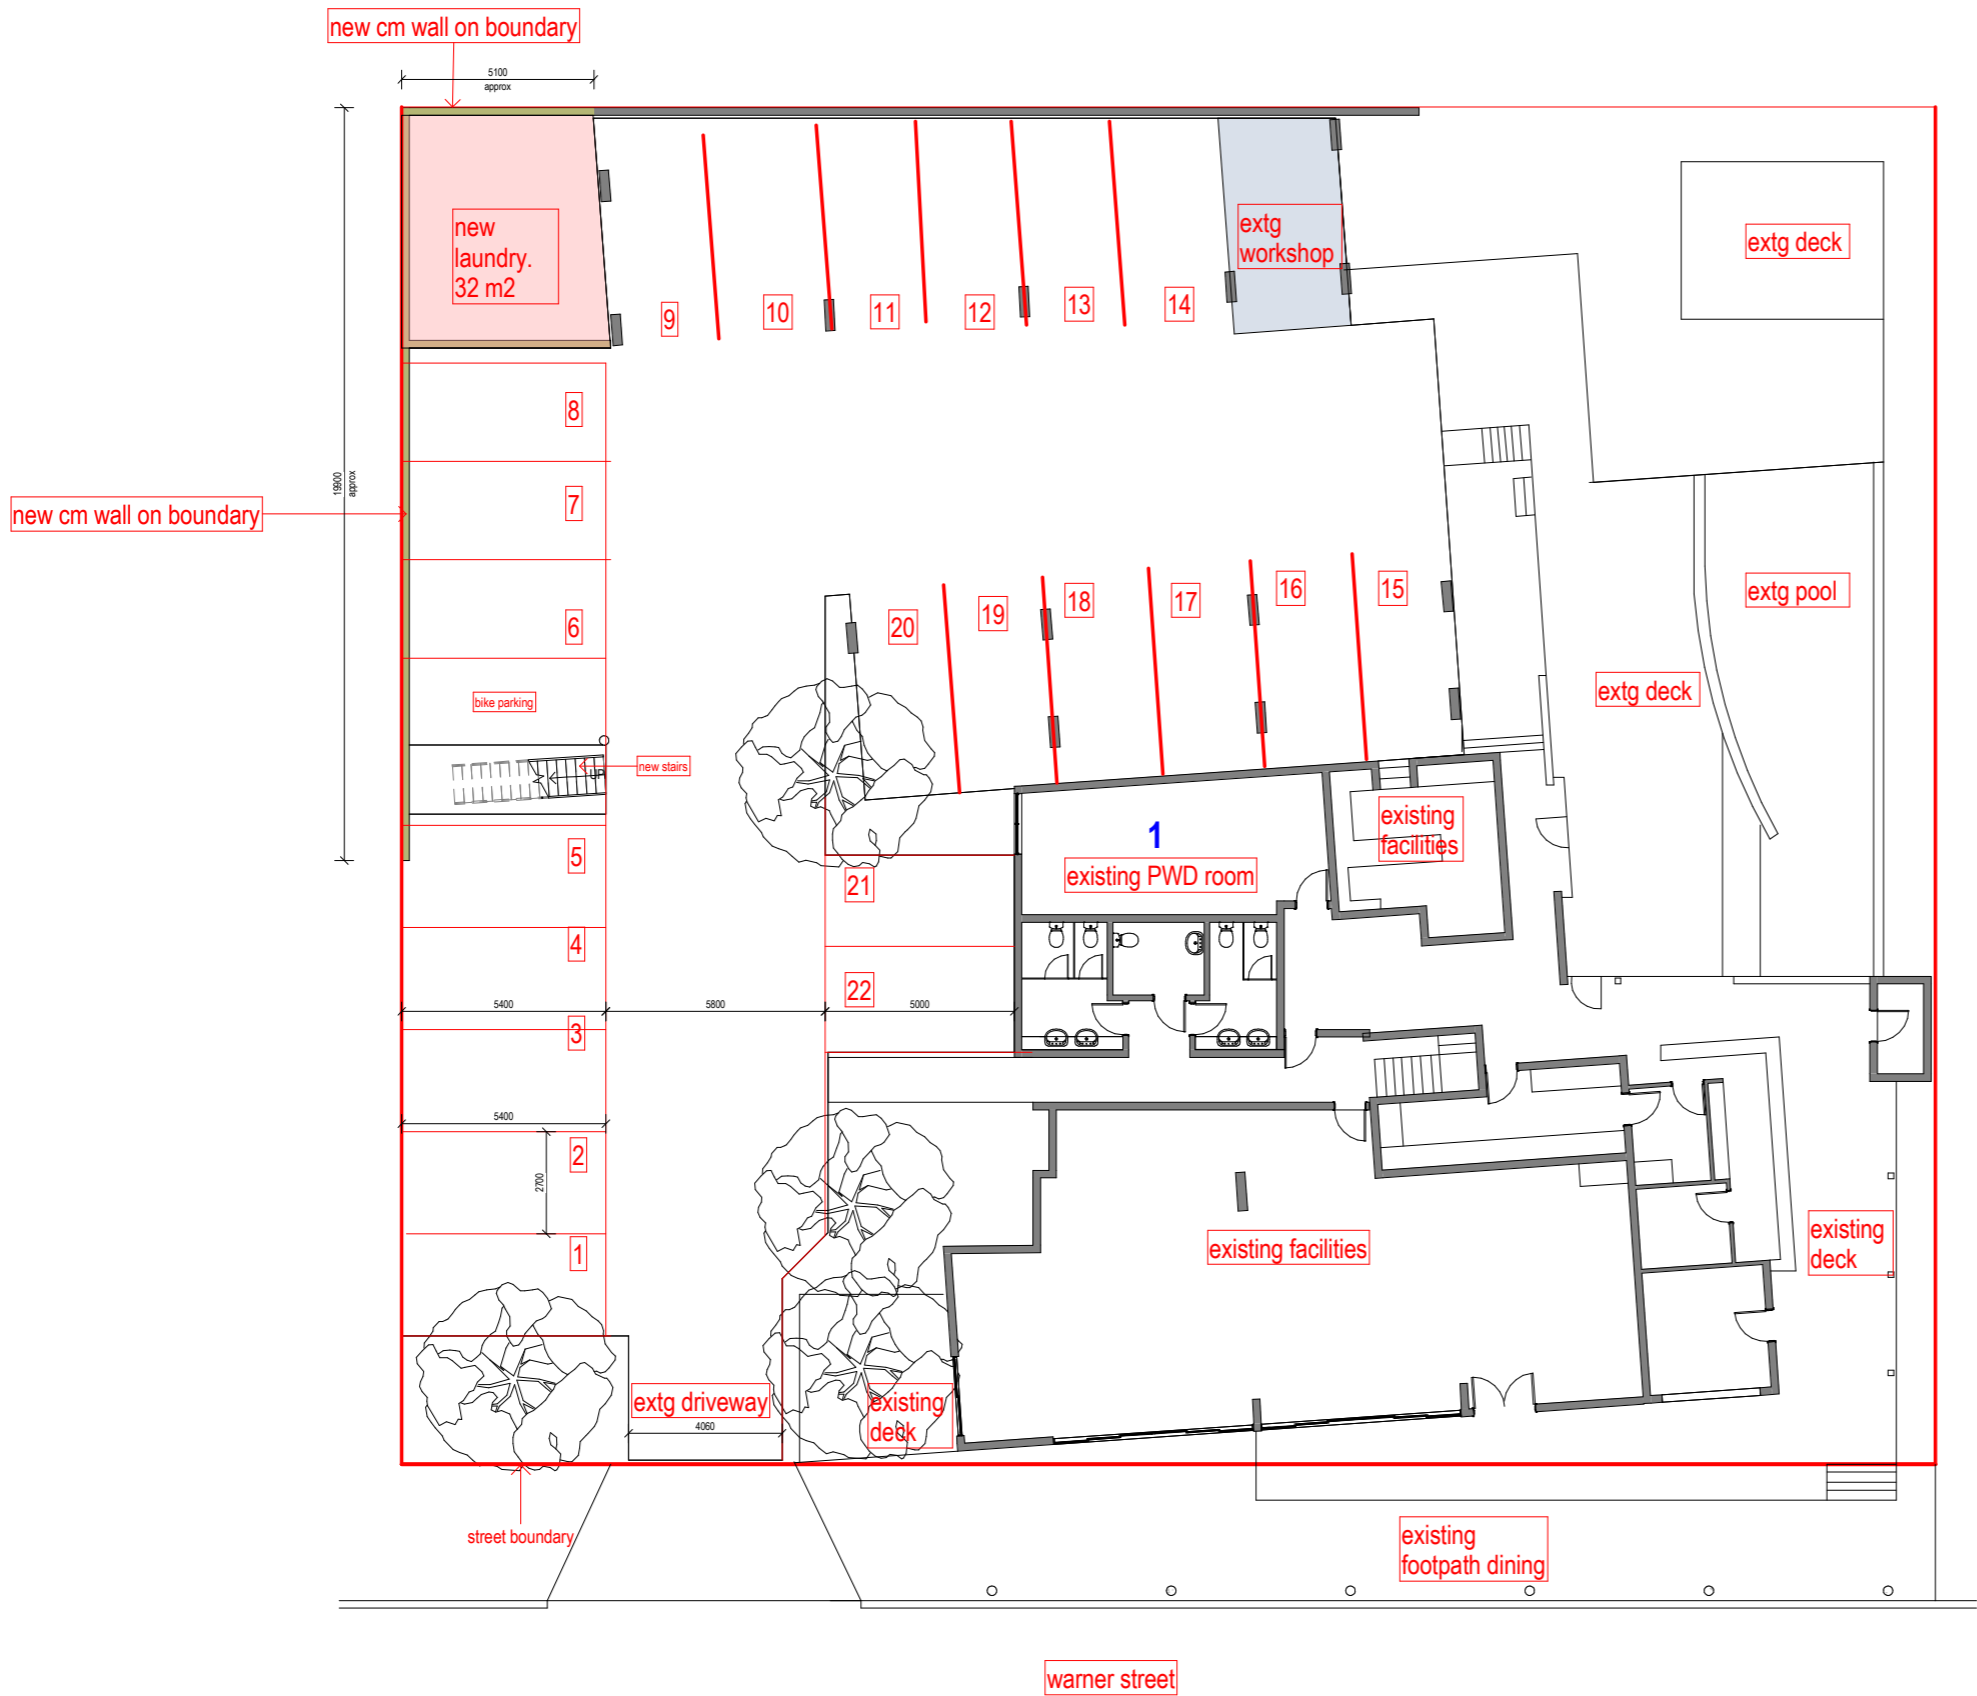 new cm wall on boundary
5100
approx
new
laundry.
32 m2
extg
workshop
extg deck
9
10
11
12
13
14
8
7
19900
approx
new cm wall on boundary
6
bike parking
new stairs
UP
20
19
18
17
16
15
extg pool
extg deck
1
existing PWD room
existing
facilities
5
4
21
22
5400
5800
5000
3
5400
2
2700
1
existing facilities
existing
deck
extg driveway
4060
existing
deck
street boundary
existing
footpath dining
warner street